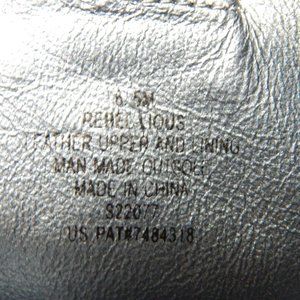 6.5M
REBELLIOUS
LEATHER UPPER AND LINING
MAN MADE OUTSOLE
MADE IN CHINA
S22077
US PAT#7484318